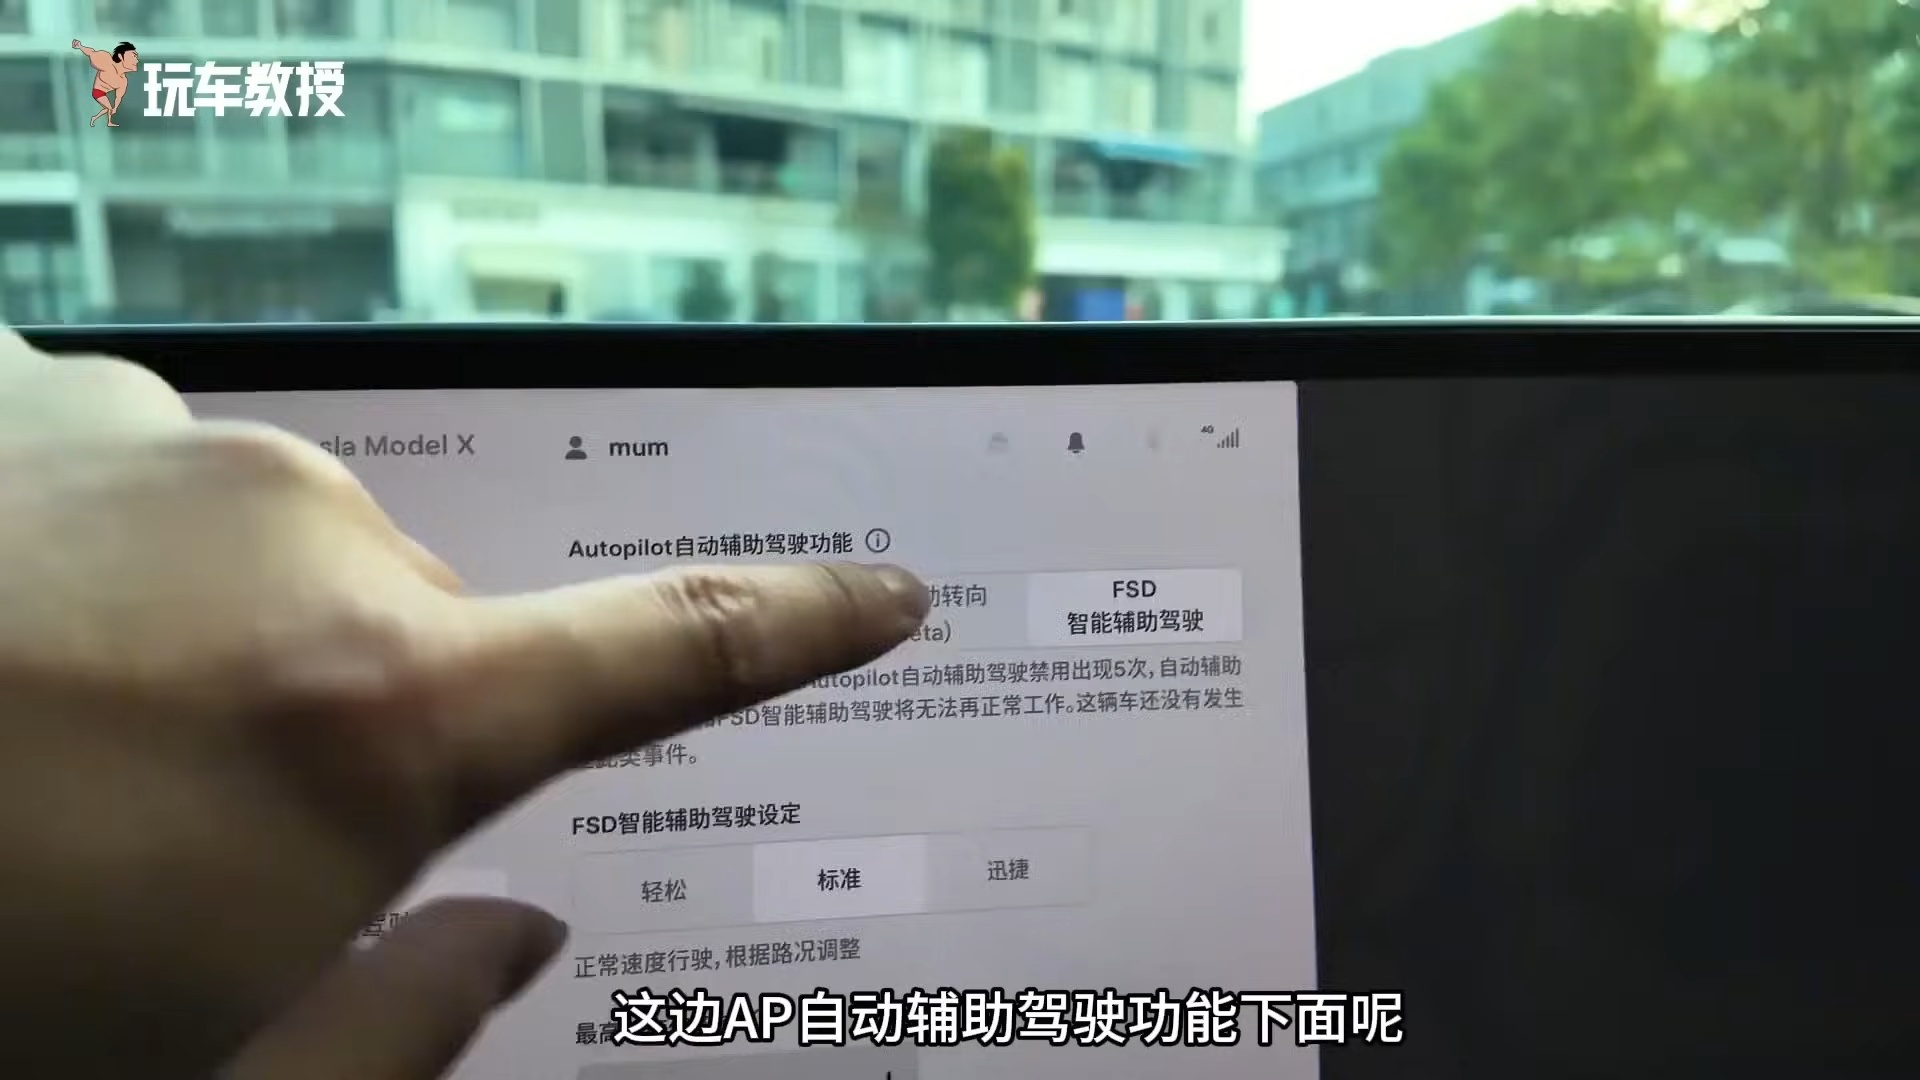 玩车教授
sla Model X
mum
4G
Autopilot自动辅助驾驶功能
动转向
eta)
FSD
智能辅助驾驶
utopilot自动辅助驾驶禁用出现5次,自动辅助
FSD智能辅助驾驶将无法再正常工作。这辆车还没有发生
此类事件。
FSD智能辅助驾驶设定
轻松
标准
迅捷
正常速度行驶,根据路况调整
最高
这边AP自动辅助驾驶功能下面呢